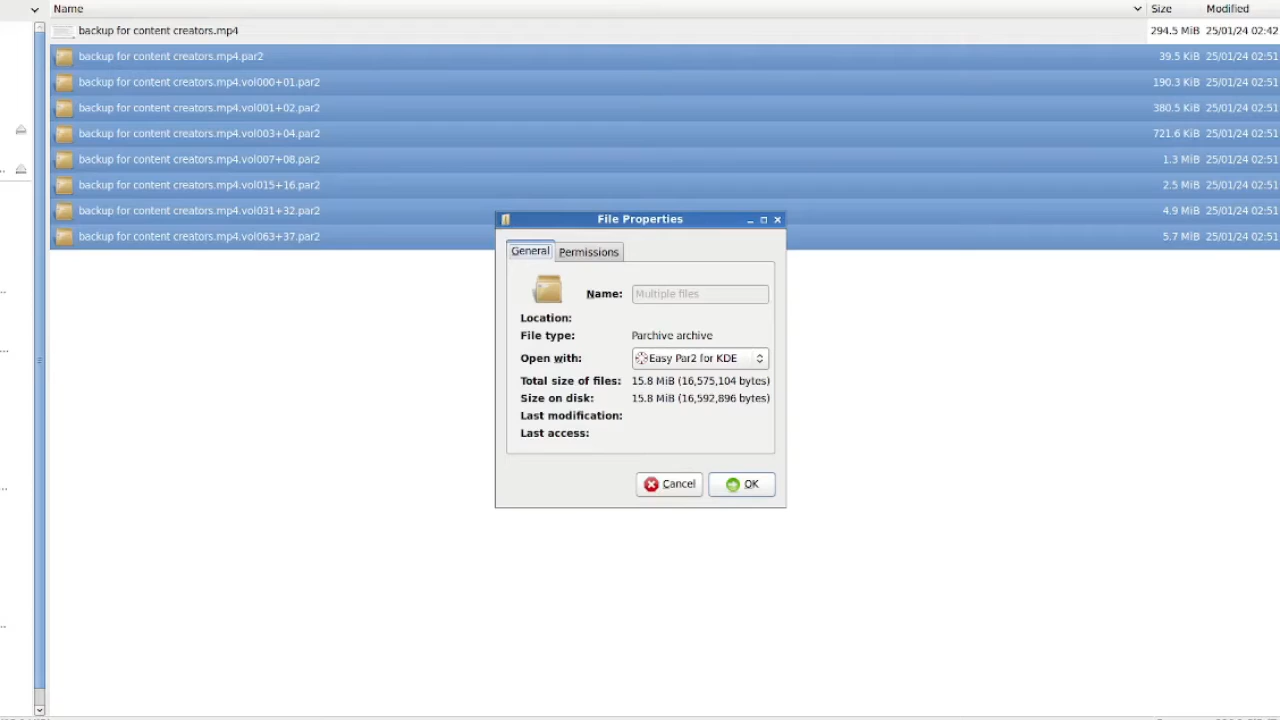 Name Size Modified
backup for content creators.mp4 294.5 MiB 25/01/24 02:42
backup for content creators.mp4.par2 39.5 KiB 25/01/24 02:51
backup for content creators.mp4.vol000+01.par2 190.3 KiB 25/01/24 02:51
backup for content creators.mp4.vol001+02.par2 380.5 KiB 25/01/24 02:51
backup for content creators.mp4.vol003+04.par2 721.6 KiB 25/01/24 02:51
backup for content creators.mp4.vol007+08.par2 1.3 MiB 25/01/24 02:51
backup for content creators.mp4.vol015+16.par2 2.5 MiB 25/01/24 02:51
backup for content creators.mp4.vol031+32.par2 4.9 MiB 25/01/24 02:51
backup for content creators.mp4.vol063+37.par2 5.7 MiB 25/01/24 02:51
File Properties
General Permissions
Name: Multiple files
Location:
File type: Parchive archive
Open with: Easy Par2 for KDE
Total size of files: 15.8 MiB (16,575,104 bytes)
Size on disk: 15.8 MiB (16,592,896 bytes)
Last modification:
Last access:
Cancel OK